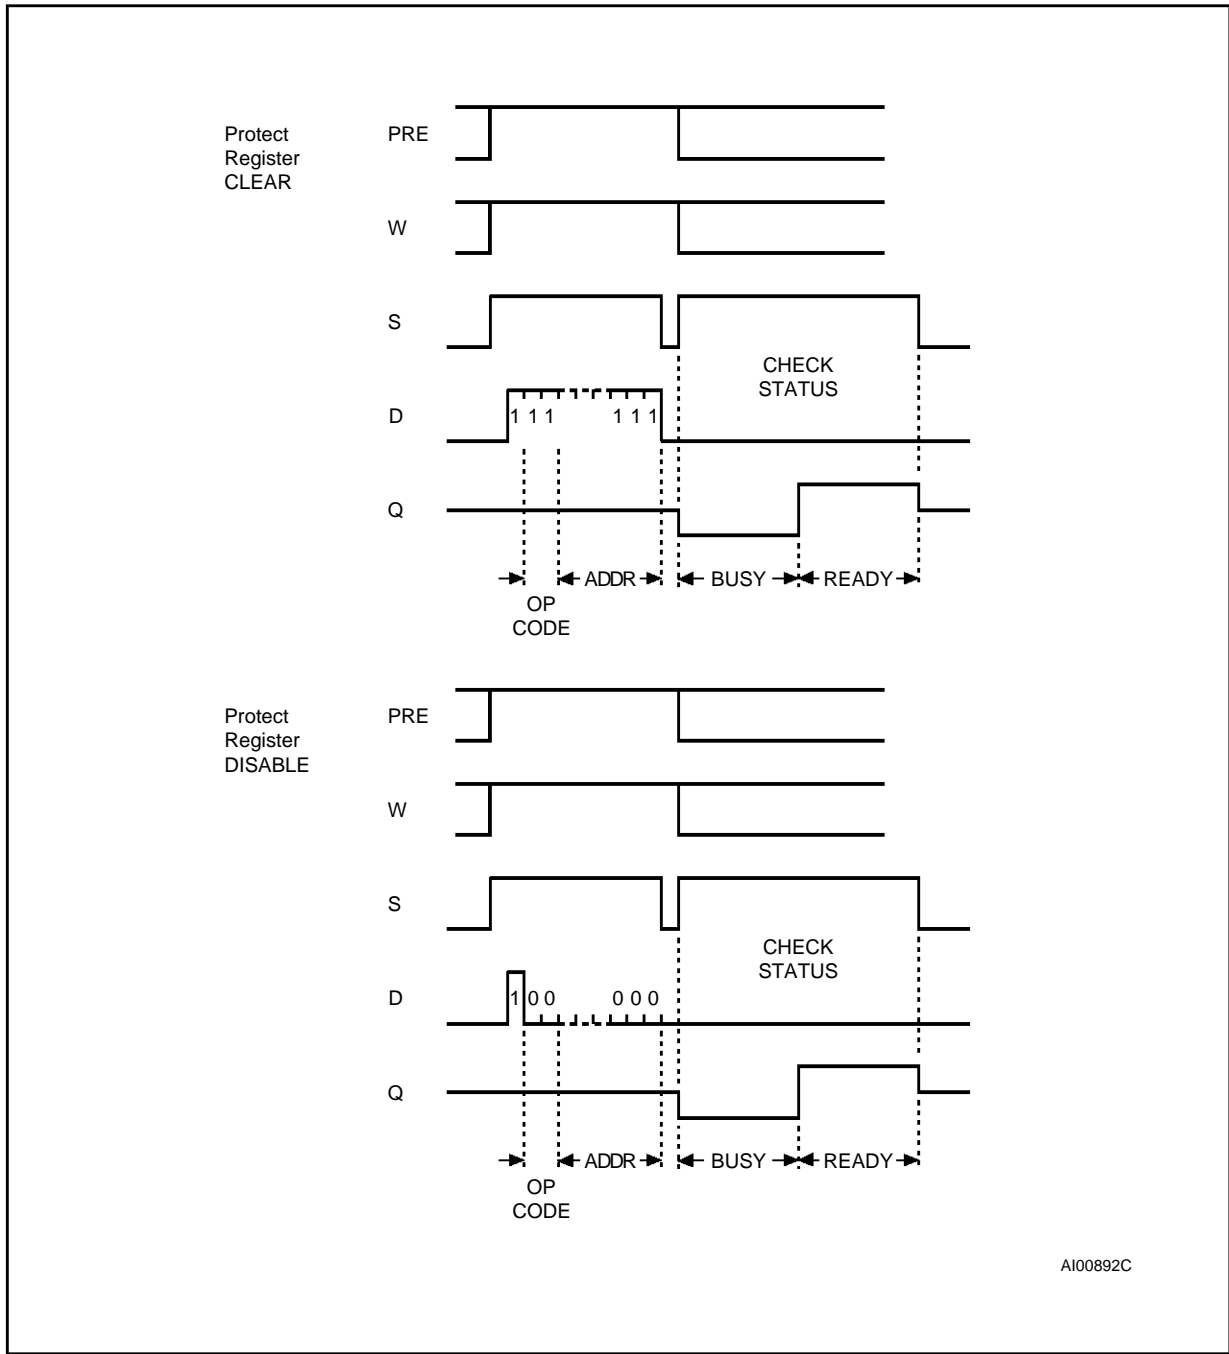 Protect
Register
CLEAR
PRE
W
S
CHECK
STATUS
D
1 1 1 1 1 1
Q
ADDR BUSY READY
OP
CODE
Protect
Register
DISABLE
PRE
W
S
CHECK
STATUS
D
1 0 0 0 0 0
Q
ADDR BUSY READY
OP
CODE
AI00892C